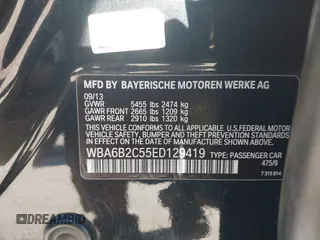 MFD. BY BAYERISCHE MOTOREN WERKE AG
09/13
GVWR 5455 lbs 2474 kg
GAWR FRONT 2665 lbs 1209 kg
GAWR REAR 2910 lbs 1320 kg
THIS VEHICLE CONFORMS TO ALL APPLICABLE FEDERAL MOTOR
VEHICLE SAFETY, BUMPER AND THEFT PREVENTION STANDARDS
IN EFFECT ON THE DATE OF MANUFACTURE SHOWN ABOVE.
WBA6B2C55ED129419
PASSENGER CAR 475/9
7 315 814
DREAMBID